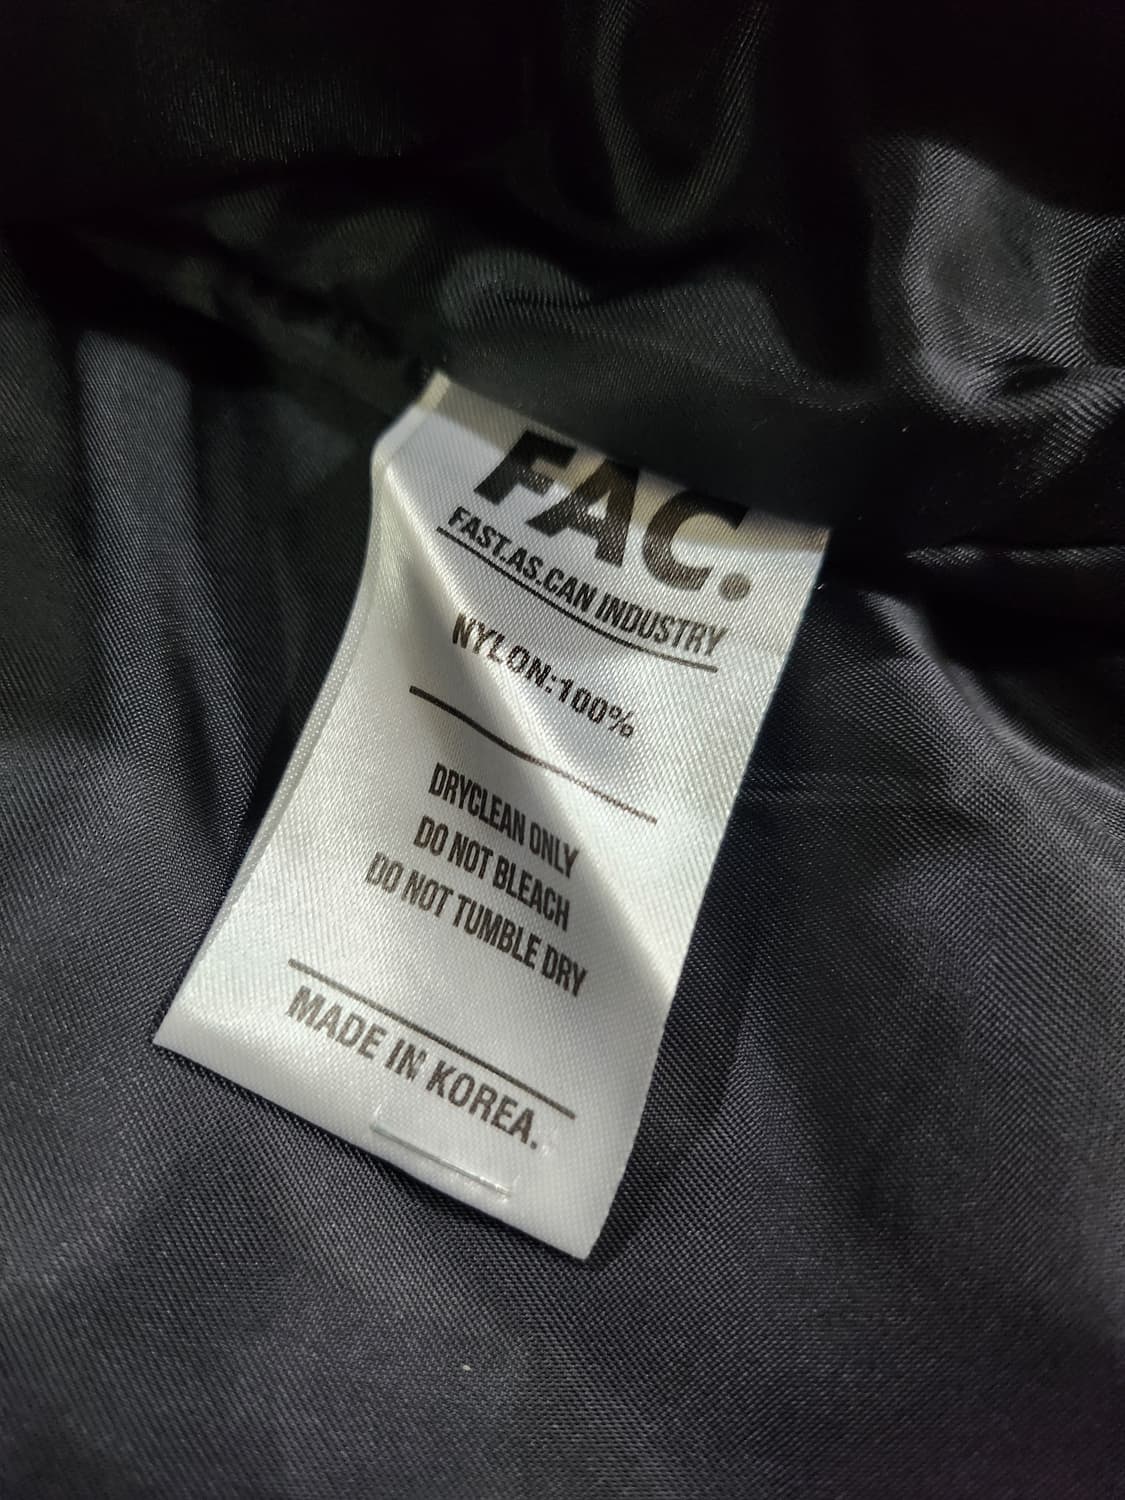 FAC.
FAST.AS.CAN INDUSTRY
NYLON:100%
DRYCLEAN ONLY
DO NOT BLEACH
DO NOT TUMBLE DRY
MADE IN KOREA.